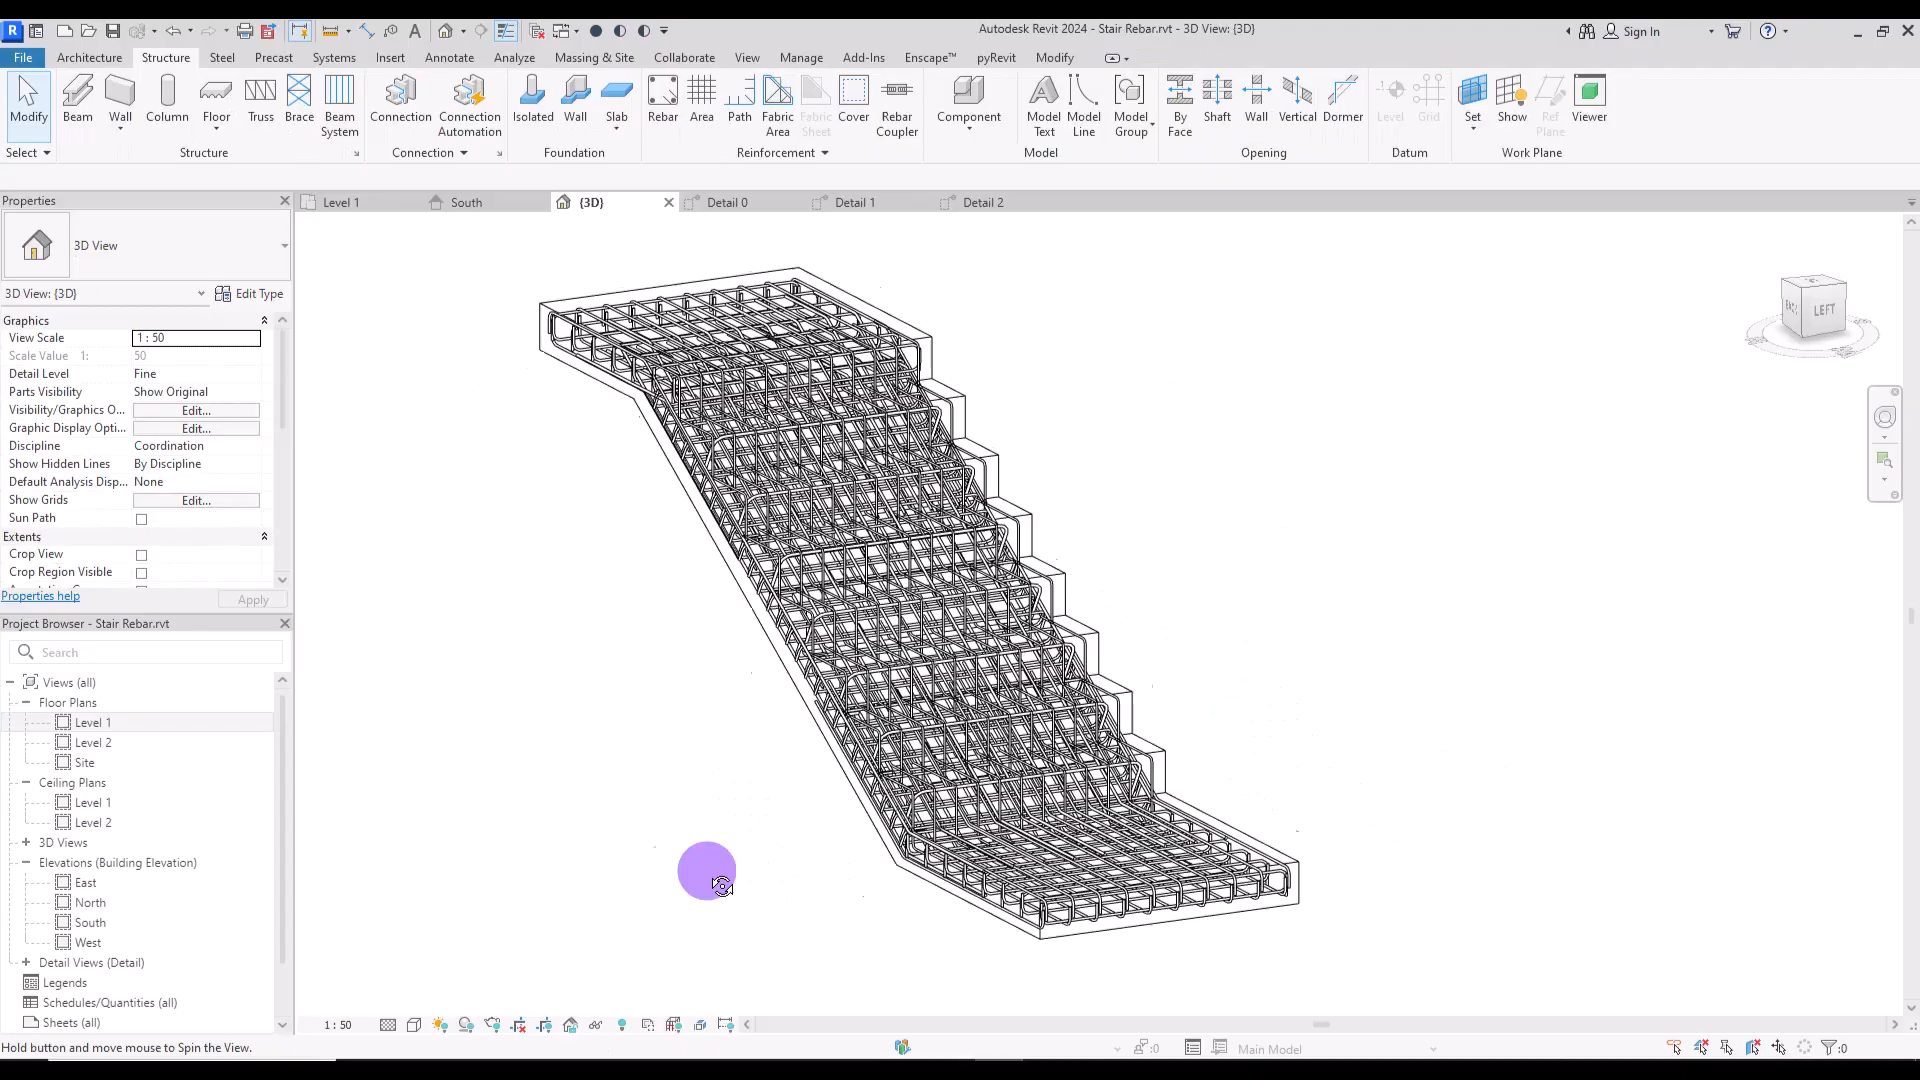 Autodesk Revit 2024 - Stair Rebar.rvt - 3D View: {3D}
Sign In
File Architecture Structure Steel Precast Systems Insert Annotate Analyze Massing & Site Collaborate View Manage Add-Ins Enscape™ pyRevit Modify
Modify Beam Wall Column Floor Truss Brace Beam System Connection Connection Automation Isolated Wall Slab Rebar Area Path Fabric Area Fabric Sheet Cover Rebar Coupler Component Model Text Model Line Model Group By Face Shaft Wall Vertical Dormer Level Grid Set Show Ref Plane Viewer
Select Structure Connection Foundation Reinforcement Model Opening Datum Work Plane
Properties
Level 1 South {3D} Detail 0 Detail 1 Detail 2
3D View
3D View: {3D} Edit Type
Graphics
View Scale 1 : 50
Scale Value 1: 50
Detail Level Fine
Parts Visibility Show Original
Visibility/Graphics O... Edit...
Graphic Display Opti... Edit...
Discipline Coordination
Show Hidden Lines By Discipline
Default Analysis Disp... None
Show Grids Edit...
Sun Path
Extents
Crop View
Crop Region Visible
Properties help Apply
Project Browser - Stair Rebar.rvt
Search
Views (all)
Floor Plans
Level 1
Level 2
Site
Ceiling Plans
Level 1
Level 2
3D Views
Elevations (Building Elevation)
East
North
South
West
Detail Views (Detail)
Legends
Schedules/Quantities (all)
Sheets (all)
BACK LEFT
1 : 50
Hold button and move mouse to Spin the View.
:0 Main Model :0